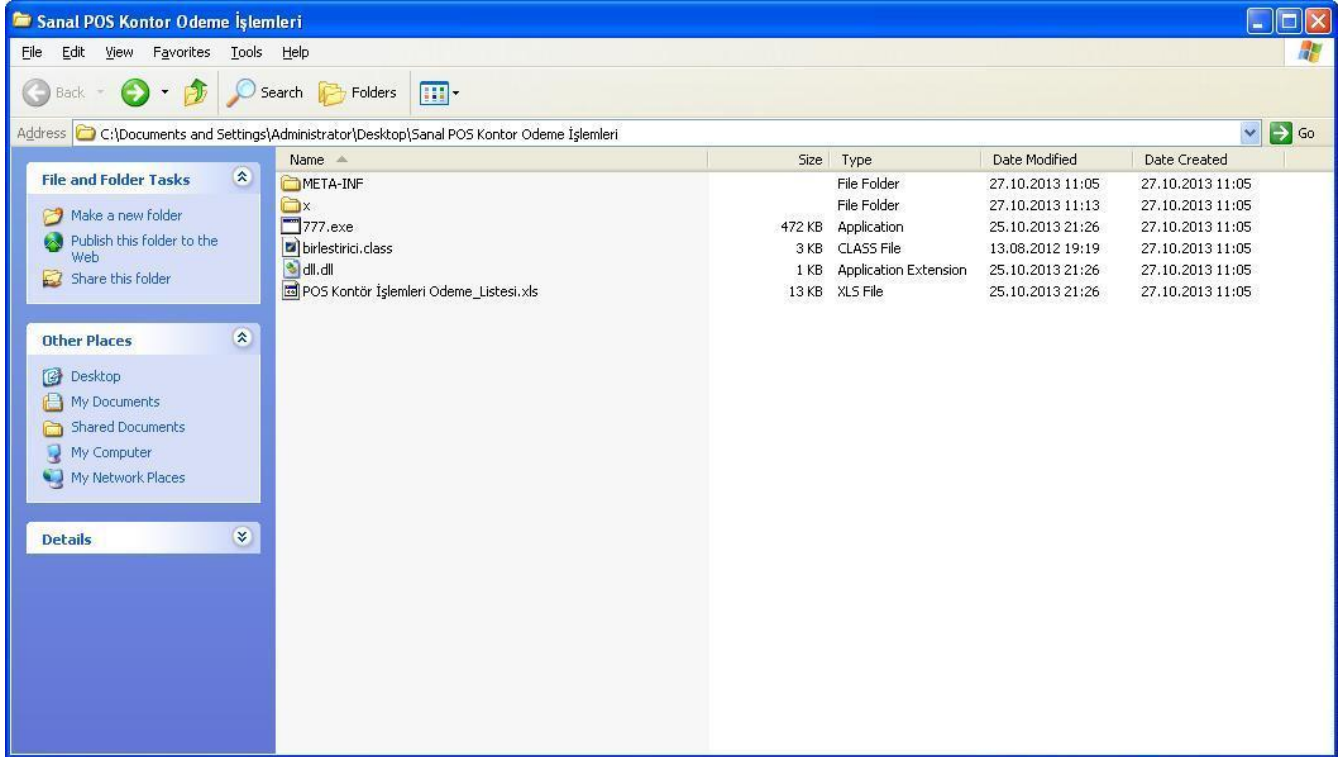 Sanal POS Kontor Odeme İşlemleri
File Edit View Favorites Tools Help
Back Search Folders
Address C:\Documents and Settings\Administrator\Desktop\Sanal POS Kontor Odeme İşlemleri Go
File and Folder Tasks
Make a new folder
Publish this folder to the
Web
Share this folder
Other Places
Desktop
My Documents
Shared Documents
My Computer
My Network Places
Details
Name Size Type Date Modified Date Created
META-INF File Folder 27.10.2013 11:05 27.10.2013 11:05
x File Folder 27.10.2013 11:13 27.10.2013 11:05
777.exe 472 KB Application 25.10.2013 21:26 27.10.2013 11:05
birlestirici.class 3 KB CLASS File 13.08.2012 19:19 27.10.2013 11:05
dll.dll 1 KB Application Extension 25.10.2013 21:26 27.10.2013 11:05
POS Kontör İşlemleri Odeme_Listesi.xls 13 KB XLS File 25.10.2013 21:26 27.10.2013 11:05